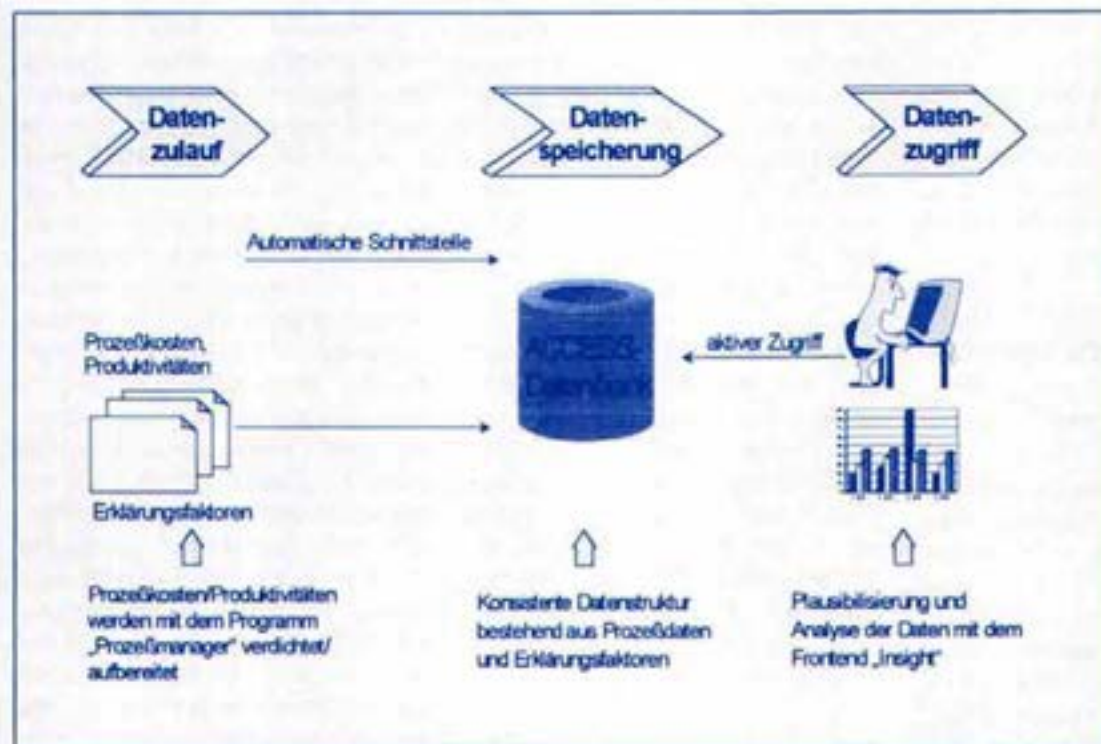 Daten-
zulauf
Daten-
speicherung
Daten-
zugriff
Automatische Schnittstelle
Prozeßkosten,
Produktivitäten
ACCESS-
Datenbank
aktiver Zugriff
Erklärungsfaktoren
Prozeßkosten/Produktivitäten
werden mit dem Programm
„Prozeßmanager“ verdichtet/
aufbereitet
Konsistente Datenstruktur
bestehend aus Prozeßdaten
und Erklärungsfaktoren
Plausibilisierung und
Analyse der Daten mit dem
Frontend „Insight“